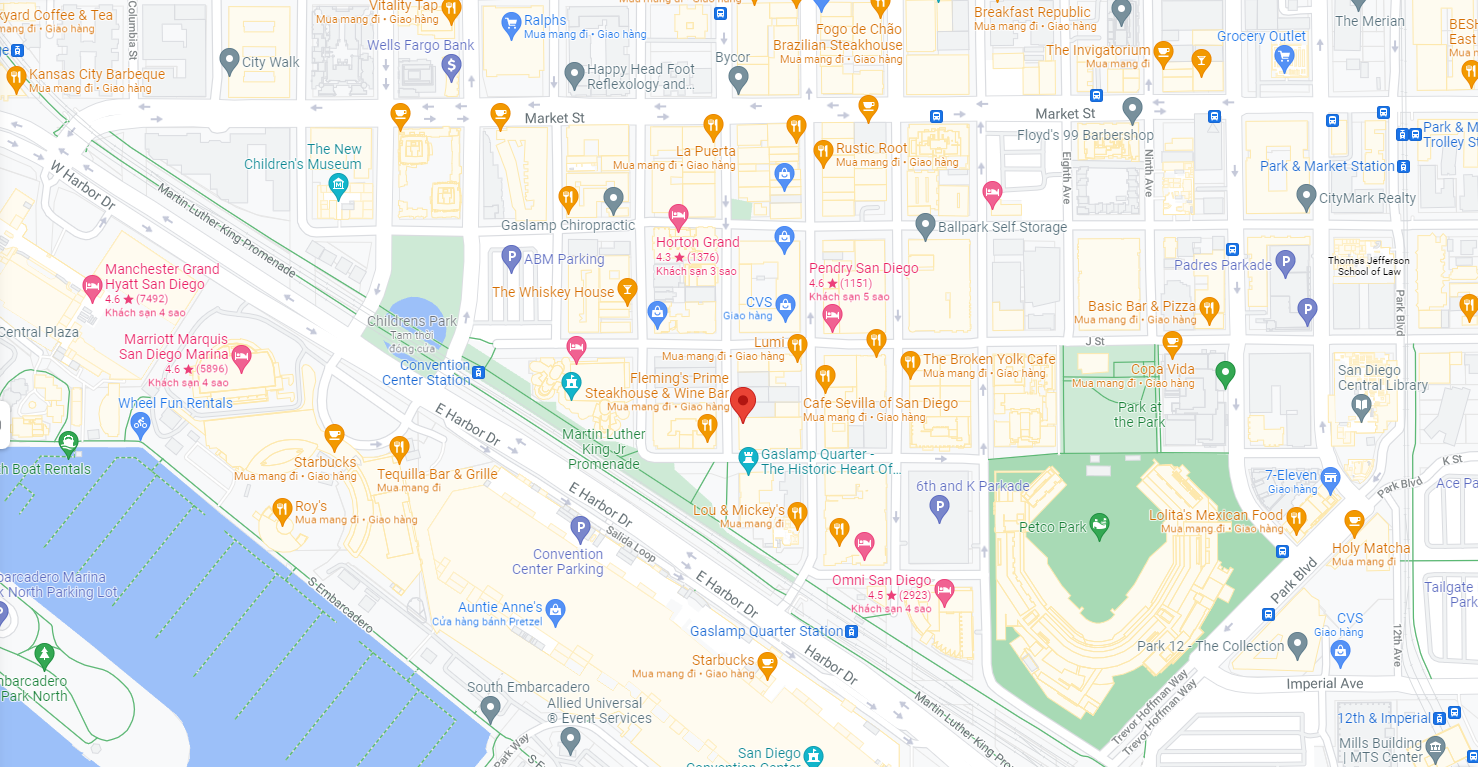 Vitality Tap
Mua mang đi • Giao hàng
yard Coffee & Tea
ng đi • Giao hàng
Columbia St
Ralphs
Mua mang đi • Giao hàng
Wells Fargo Bank
City Walk
Kansas City Barbeque
Mua mang đi • Giao hàng
Happy Head Foot
Reflexology and...
Bycor
Fogo de Chão
Brazilian Steakhouse
Mua mang đi • Giao hàng
Breakfast Republic
Mua mang đi • Giao hàng
The Invigatorium
Mua mang đi
The Merian
Grocery Outlet
Giao hàng
BESH
East
Mua m
Market St
Market St
The New
Children's Museum
La Puerta
Mua mang đi • Giao hàng
Rustic Root
Mua mang đi • Giao hàng
Floyd's 99 Barbershop
Eighth Ave
Ninth Ave
Park & M
Trolley St
Park & Market Station
CityMark Realty
W Harbor Dr
Martin-Luther-King-Promenade
Gaslamp Chiropractic
Horton Grand
4.3 ★ (1376)
Khách sạn 3 sao
Ballpark Self Storage
ABM Parking
Pendry San Diego
4.6 ★ (1151)
Khách sạn 5 sao
Padres Parkade
Thomas Jefferson
School of Law
Park Blvd
Manchester Grand
Hyatt San Diego
4.6 ★ (7492)
Khách sạn 4 sao
The Whiskey House
CVS
Giao hàng
Basic Bar & Pizza
Mua mang đi • Giao hàng
Central Plaza
Childrens Park
Tạm thời
đóng cửa
Marriott Marquis
San Diego Marina
4.6 ★ (5896)
Khách sạn 4 sao
Convention
Center Station
Lumi
Mua mang đi • Giao hàng
J St
The Broken Yolk Cafe
Mua mang đi • Giao hàng
Copa Vida
Mua mang đi • Giao hàng
San Diego
Central Library
Fleming's Prime
Steakhouse & Wine Bar
Mua mang đi • Giao hàng
Cafe Sevilla of San Diego
Mua mang đi • Giao hàng
Park at
the Park
Wheel Fun Rentals
E Harbor Dr
Martin Luther
King Jr
Promenade
Gaslamp Quarter -
The Historic Heart Of...
h Boat Rentals
Starbucks
Mua mang đi • Giao hàng
Tequilla Bar & Grille
Mua mang đi
K St
Park Blvd
Ace Pa
7-Eleven
Giao hàng
6th and K Parkade
E Harbor Dr
Roy's
Mua mang đi • Giao hàng
Lou & Mickey's
Mua mang đi
Petco Park
Lolita's Mexican Food
Mua mang đi • Giao hàng
Salida Loop
Convention
Center Parking
Holy Matcha
Mua mang đi
Park Blvd
barcadero Marina
k North Parking Lot
S-Embarcadero
E Harbor Dr
Omni San Diego
4.5 ★ (2923)
Khách sạn 4 sao
Tailgate
Park
Auntie Anne's
Cửa hàng bánh Pretzel
Gaslamp Quarter Station
CVS
Giao hàng
12th Ave
Park 12 - The Collection
Harbor Dr
Starbucks
Mua mang đi • Giao hàng
mbarcadero
Park North
South Embarcadero
Allied Universal
® Event Services
Imperial Ave
Trevor Hoffman Way
Trevor Hoffman Way
Martin-Luther-King-Pro
12th & Imperial
Park Way
San Diego
Convention Center
Mills Building
| MTS Center